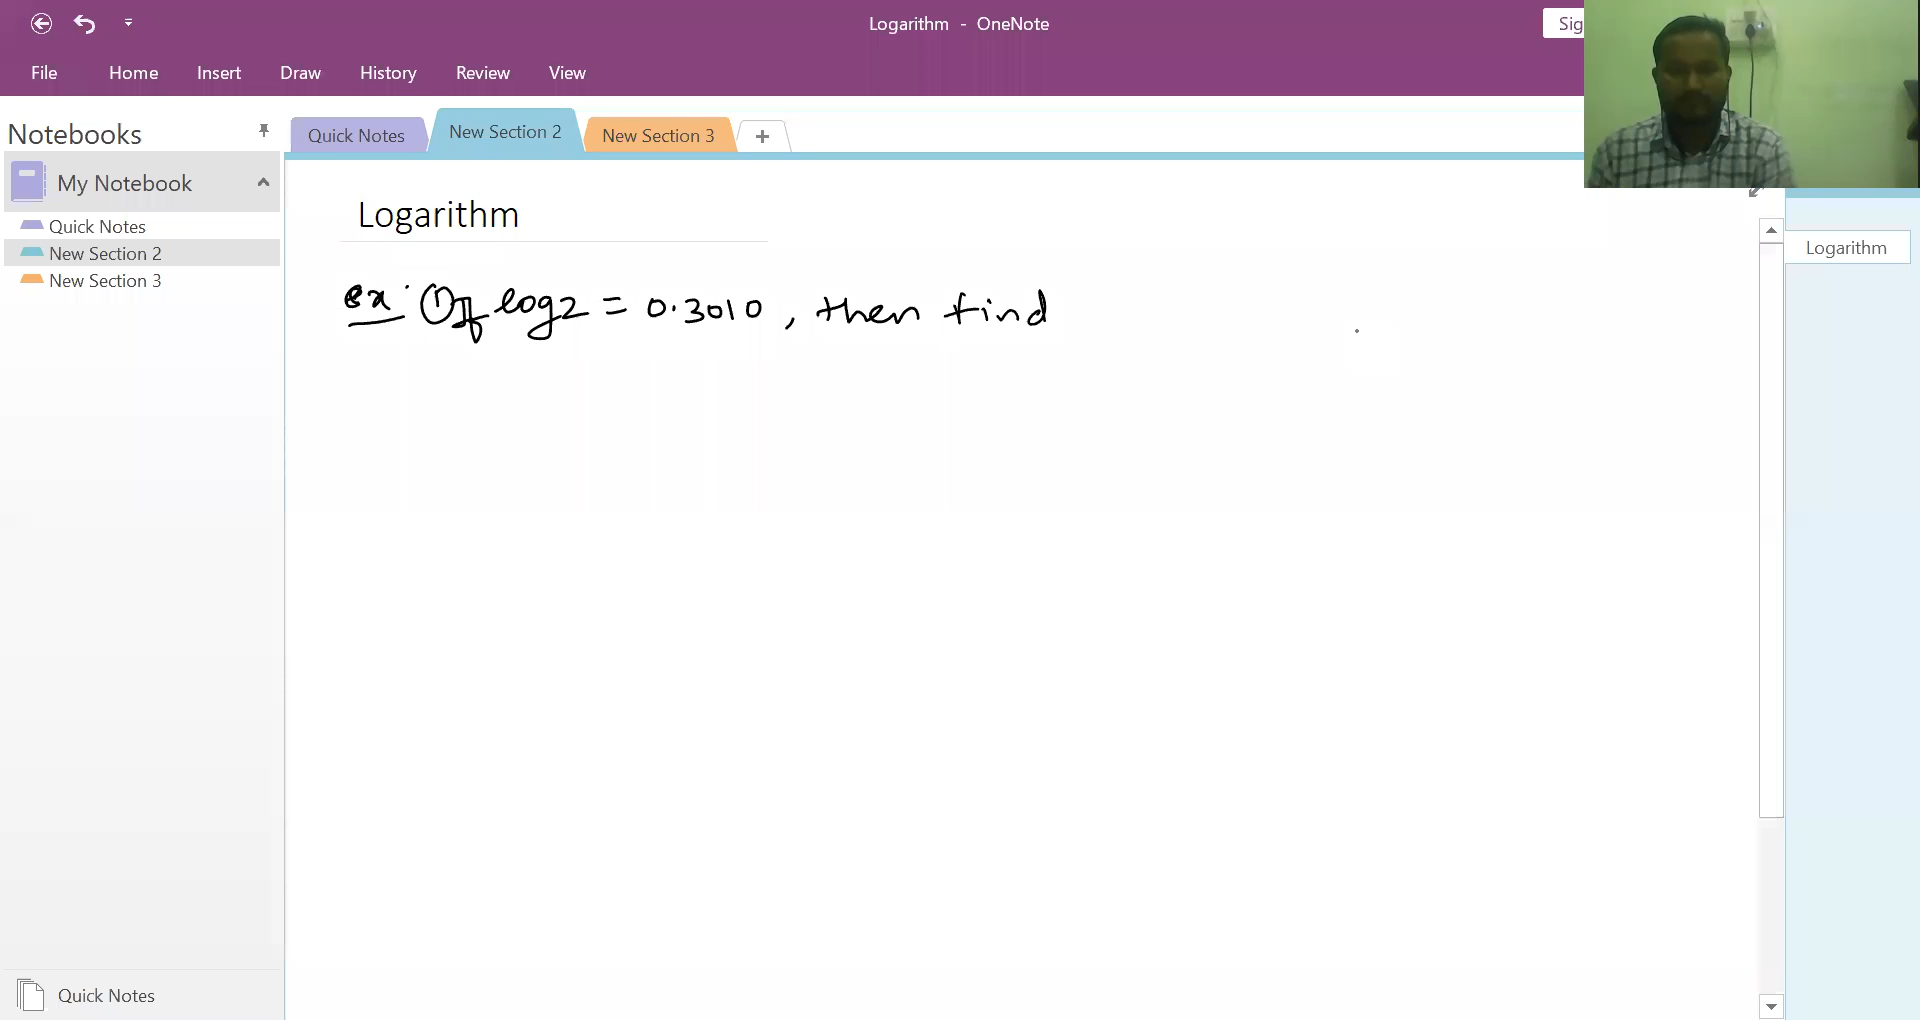 Logarithm - OneNote
Sig
File Home Insert Draw History Review View
Notebooks
Quick Notes
New Section 2
New Section 3
+
My Notebook
Quick Notes
New Section 2
New Section 3
Logarithm
Logarithm
ex: ① If log2 = 0.3010, then find
Quick Notes